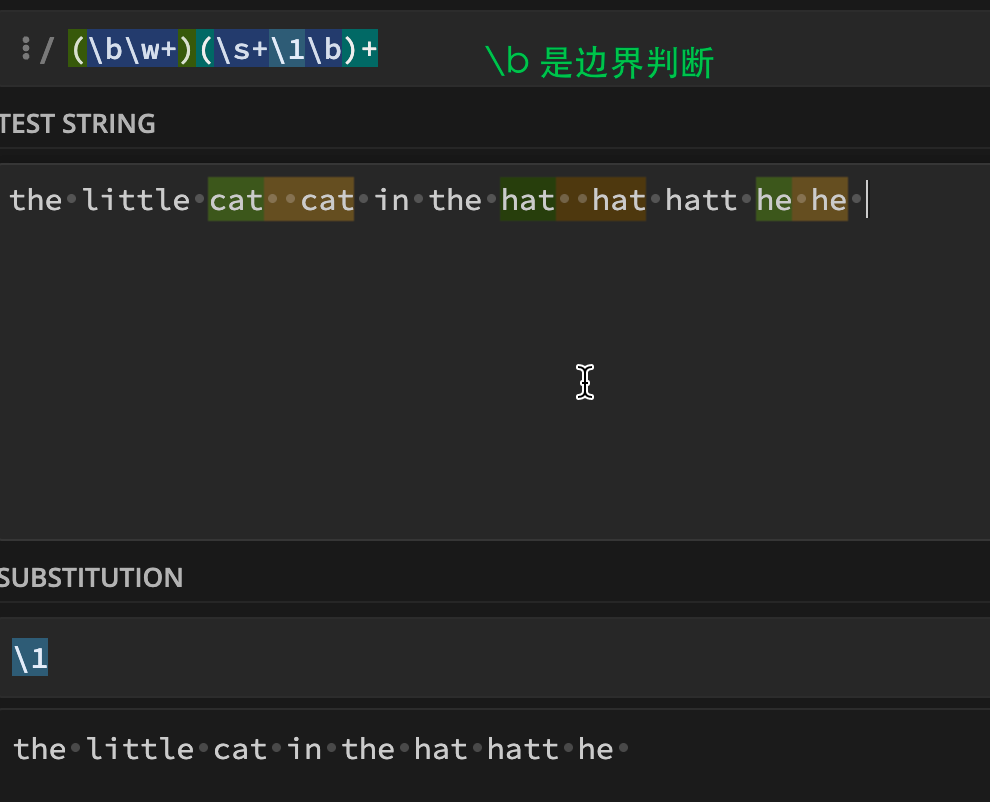 / (\b\w+)(\s+\1\b)+ \b 是边界判断
TEST STRING
the·little·cat··cat·in·the·hat··hat·hatt·he·he·
SUBSTITUTION
\1
the·little·cat·in·the·hat·hatt·he·